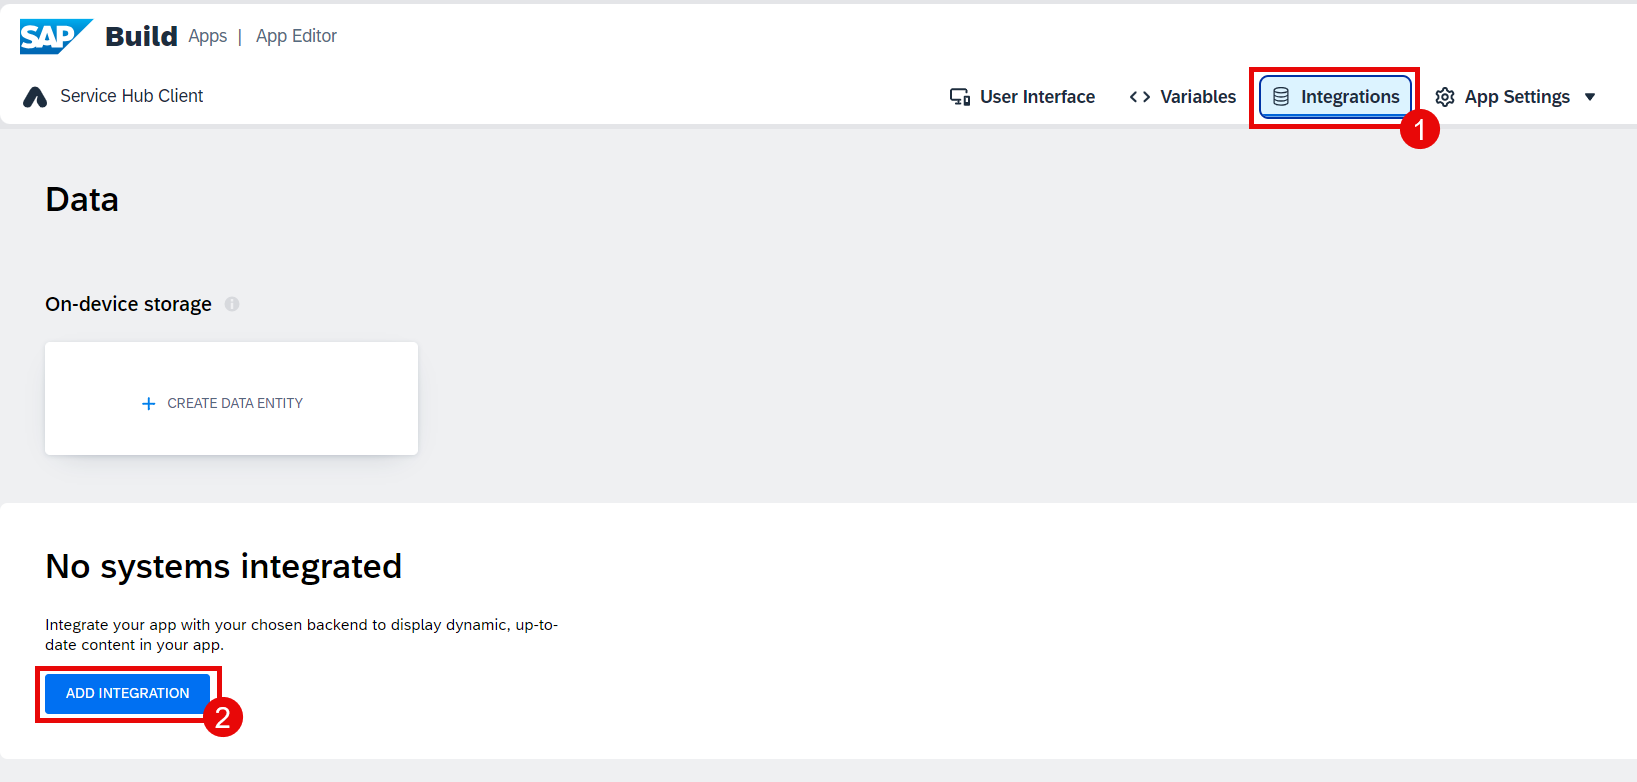 SAP Build Apps | App Editor
Service Hub Client
User Interface
Variables
Integrations
App Settings
1
Data
On-device storage
+ CREATE DATA ENTITY
No systems integrated
Integrate your app with your chosen backend to display dynamic, up-to-
date content in your app.
ADD INTEGRATION
2